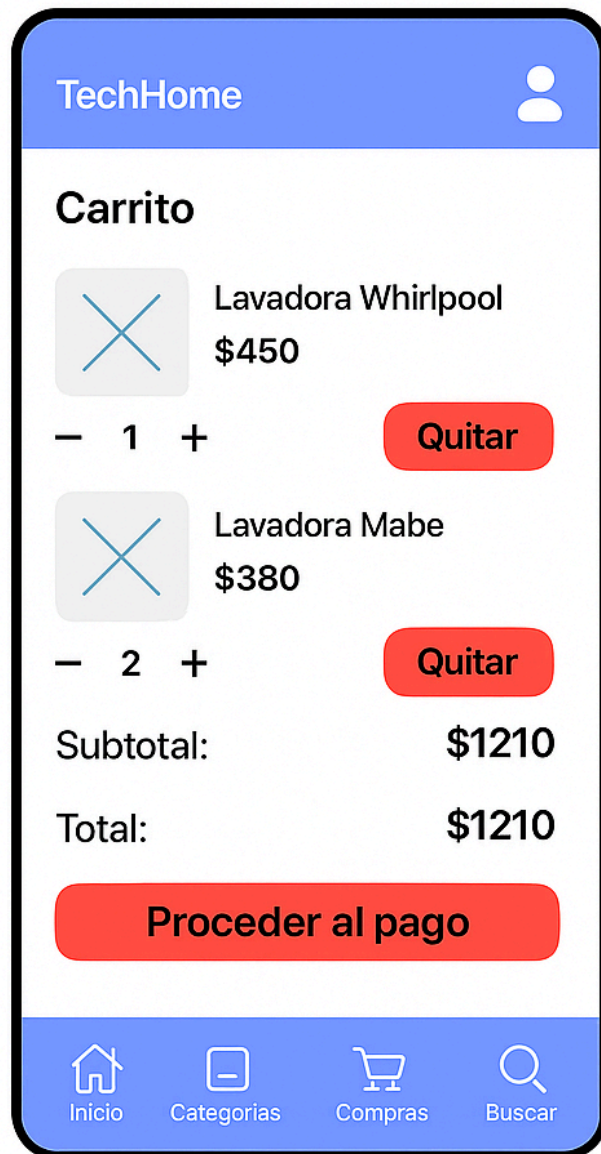 TechHome
Carrito
Lavadora Whirlpool
$450
− 1 + Quitar
Lavadora Mabe
$380
− 2 + Quitar
Subtotal: $1210
Total: $1210
Proceder al pago
Inicio Categorias Compras Buscar